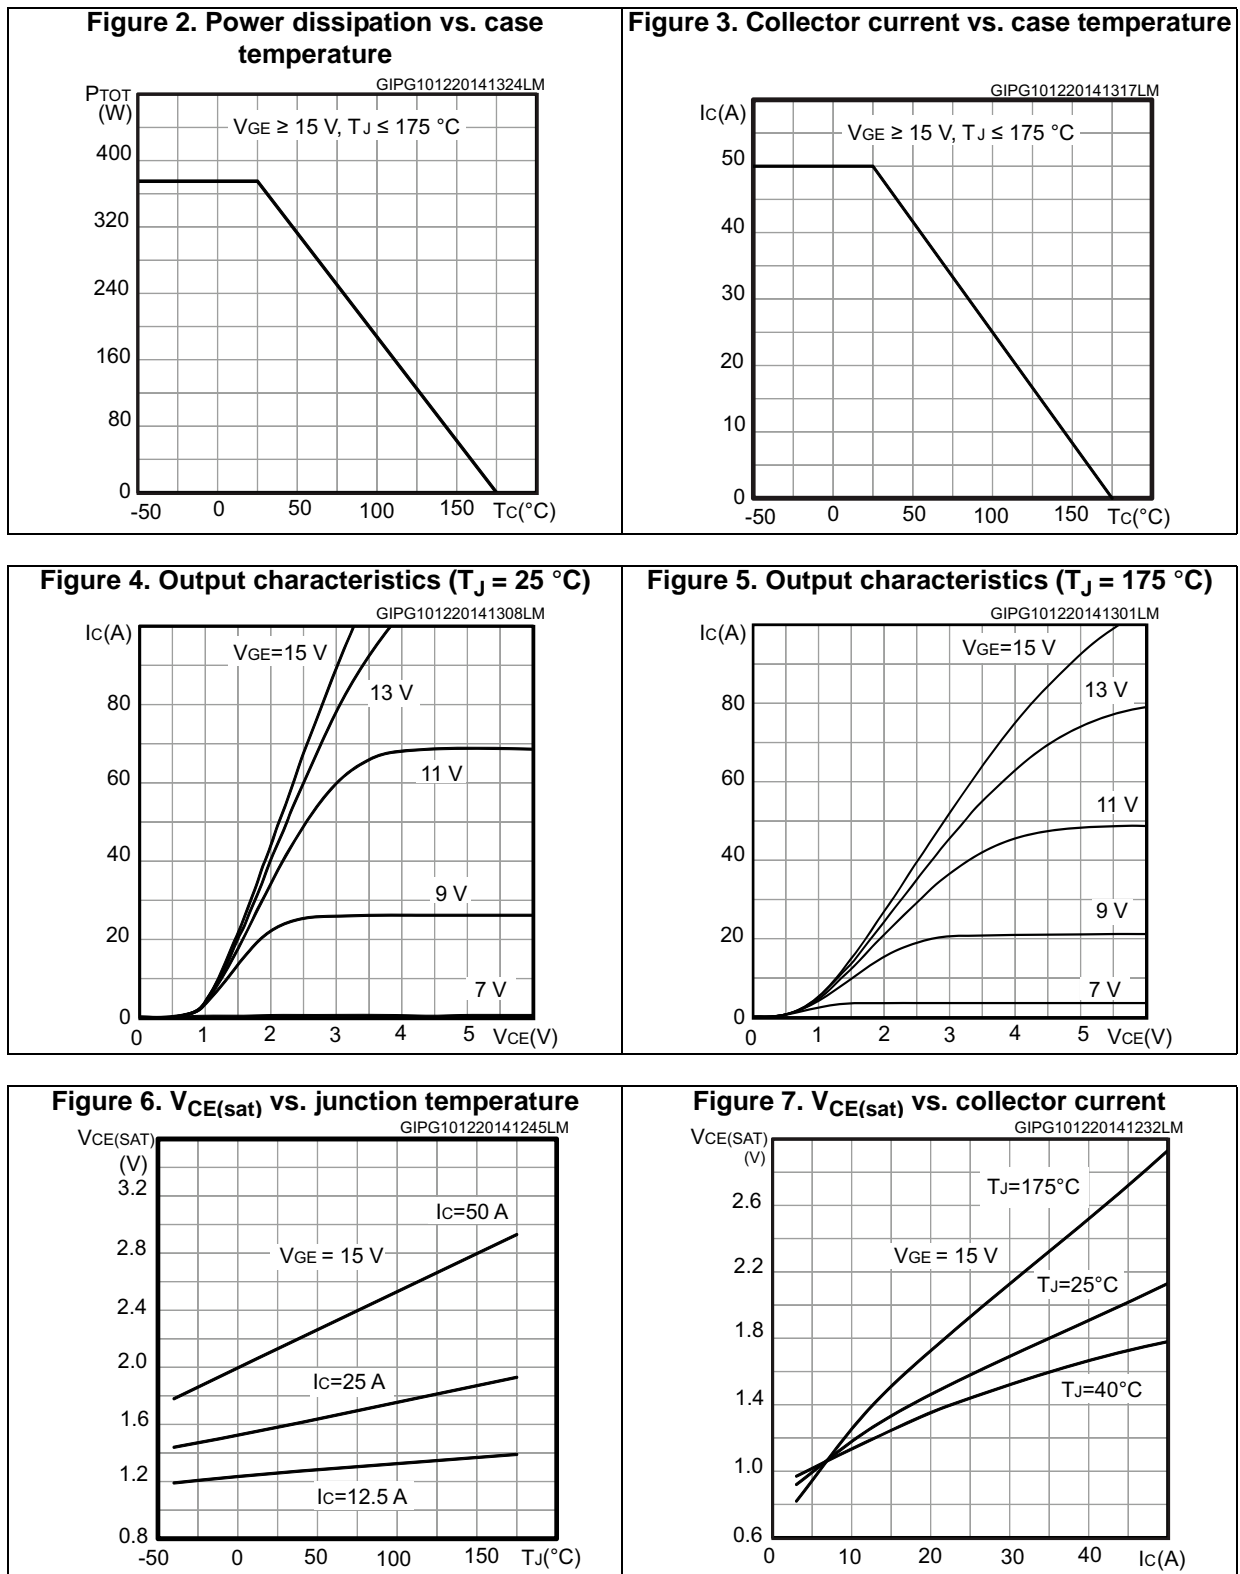 Figure 2. Power dissipation vs. case
temperature
GIPG101220141324LM
PTOT
(W)
VGE ≥ 15 V, TJ ≤ 175 °C
400
320
240
160
80
0
-50 0 50 100 150 TC(°C)
Figure 3. Collector current vs. case temperature
GIPG101220141317LM
IC(A)
VGE ≥ 15 V, TJ ≤ 175 °C
50
40
30
20
10
0
-50 0 50 100 150 TC(°C)
Figure 4. Output characteristics (TJ = 25 °C)
GIPG101220141308LM
IC(A)
VGE=15 V
13 V
80
11 V
60
40
9 V
20
7 V
0
0 1 2 3 4 VCE(V)
Figure 5. Output characteristics (TJ = 175 °C)
GIPG101220141301LM
IC(A)
VGE=15 V
13 V
80
60
11 V
40
9 V
20
7 V
0
0 1 2 3 4 5 VCE(V)
Figure 6. VCE(sat) vs. junction temperature
GIPG101220141245LM
VCE(SAT)
(V)
3.2
IC=50 A
2.8
VGE = 15 V
2.4
2.0
IC=25 A
1.6
1.2
IC=12.5 A
0.8
-50 0 50 100 150 TJ(°C)
Figure 7. VCE(sat) vs. collector current
GIPG101220141232LM
VCE(SAT)
(V)
TJ=175°C
2.6
VGE = 15 V
2.2
TJ=25°C
1.8
TJ=40°C
1.4
1.0
0.6
0 10 20 30 40 IC(A)